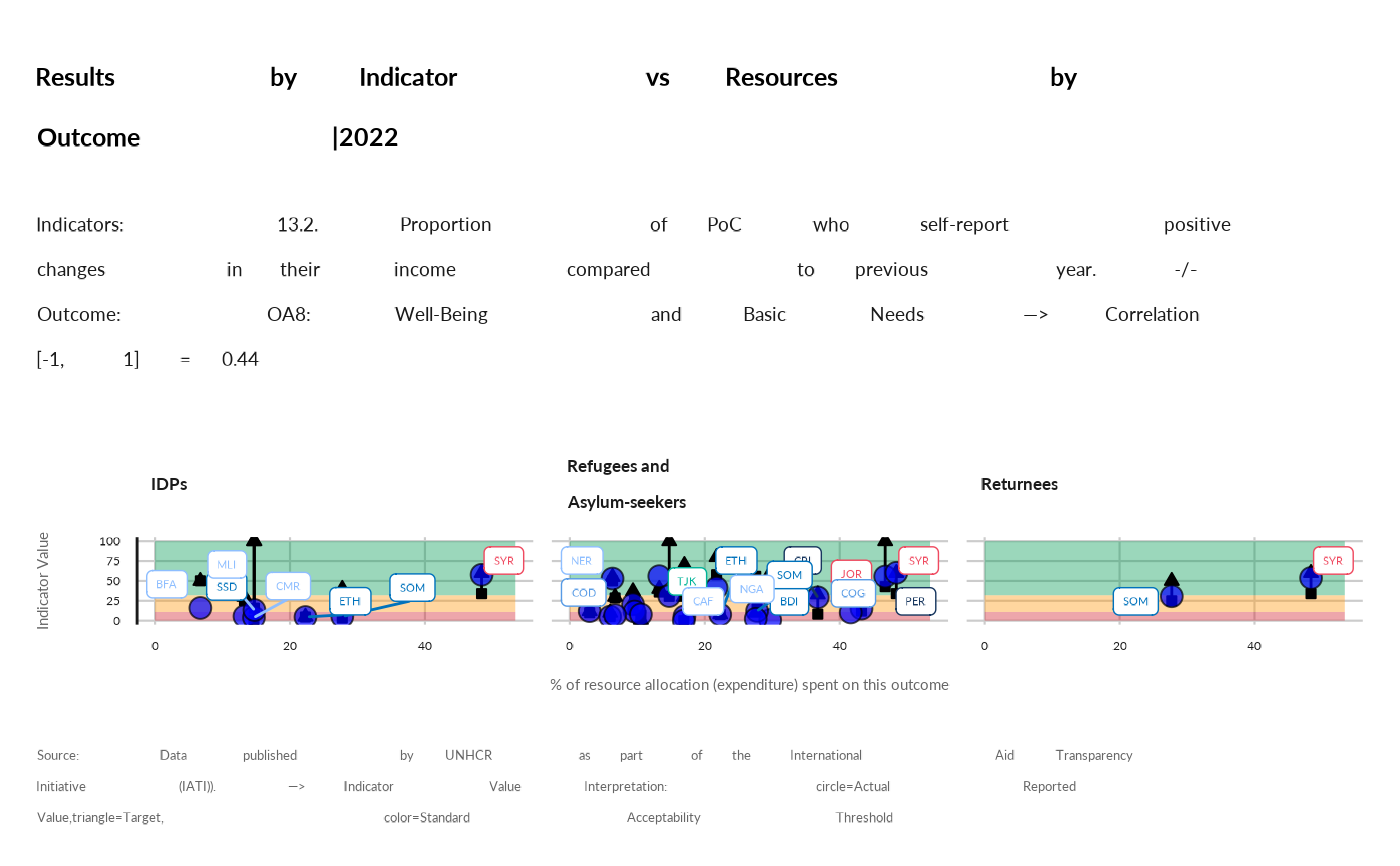 Results by Indicator vs Resources by
Outcome |2022
Indicators: 13.2. Proportion of PoC who self-report positive
changes in their income compared to previous year. -/-
Outcome: OA8: Well-Being and Basic Needs —> Correlation
[-1, 1] = 0.44
IDPs
Refugees and
Asylum-seekers
Returnees
Indicator Value
100
75
50
25
0
BFA
MLI
SSD
CMR
ETH
SOM
SYR
NER
COD
TJK
CAF
ETH
NGA
SOM
BDI
JOR
COG
SYR
PER
SOM
SYR
0 20 40
0 20 40
0 20 40
% of resource allocation (expenditure) spent on this outcome
Source: Data published by UNHCR as part of the International Aid Transparency
Initiative (IATI)). —> Indicator Value Interpretation: circle=Actual Reported
Value,triangle=Target, color=Standard Acceptability Threshold